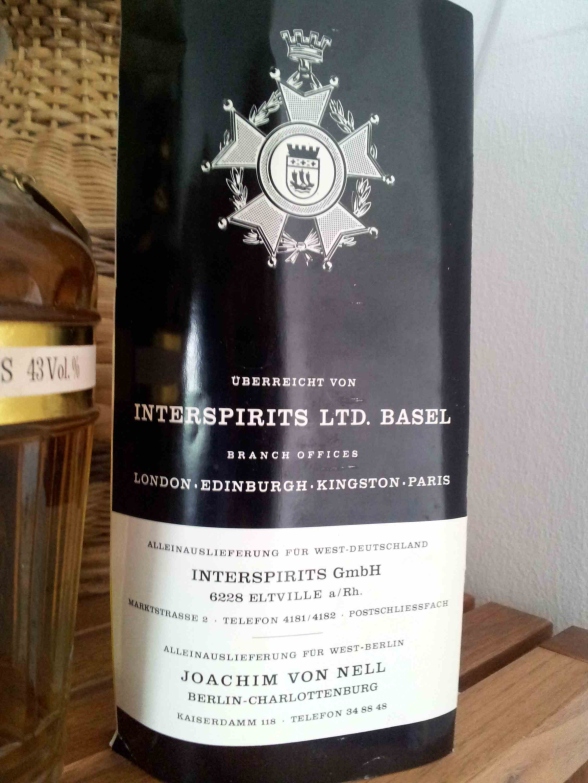 S 43 Vol.%
ÜBERREICHT VON
INTERSPIRITS LTD. BASEL
BRANCH OFFICES
LONDON · EDINBURGH · KINGSTON · PARIS
ALLEINAUSLIEFERUNG FÜR WEST-DEUTSCHLAND
INTERSPIRITS GmbH
6228 ELTVILLE a/Rh.
MARKTSTRASSE 2 · TELEFON 4181/4182 · POSTSCHLIESSFACH
ALLEINAUSLIEFERUNG FÜR WEST-BERLIN
JOACHIM VON NELL
BERLIN-CHARLOTTENBURG
KAISERDAMM 118 · TELEFON 34 88 48